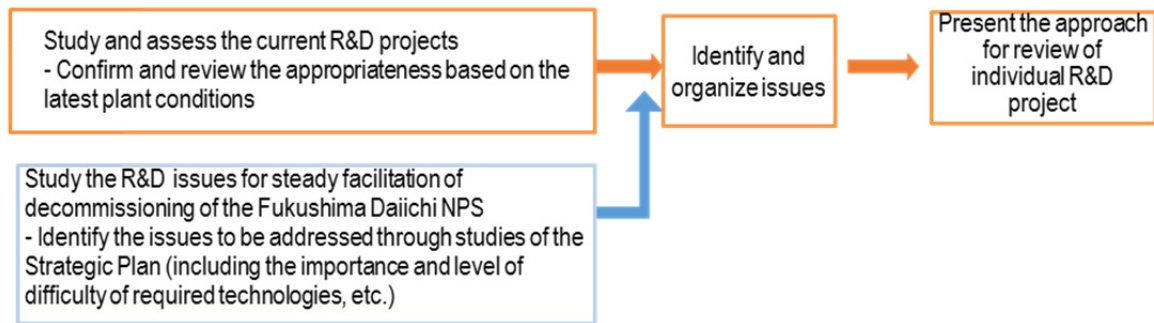 Study and assess the current R&D projects
- Confirm and review the appropriateness based on the
latest plant conditions
Identify and
organize issues
Present the approach
for review of
individual R&D
project
Study the R&D issues for steady facilitation of
decommissioning of the Fukushima Daiichi NPS
- Identify the issues to be addressed through studies of the
Strategic Plan (including the importance and level of
difficulty of required technologies, etc.)